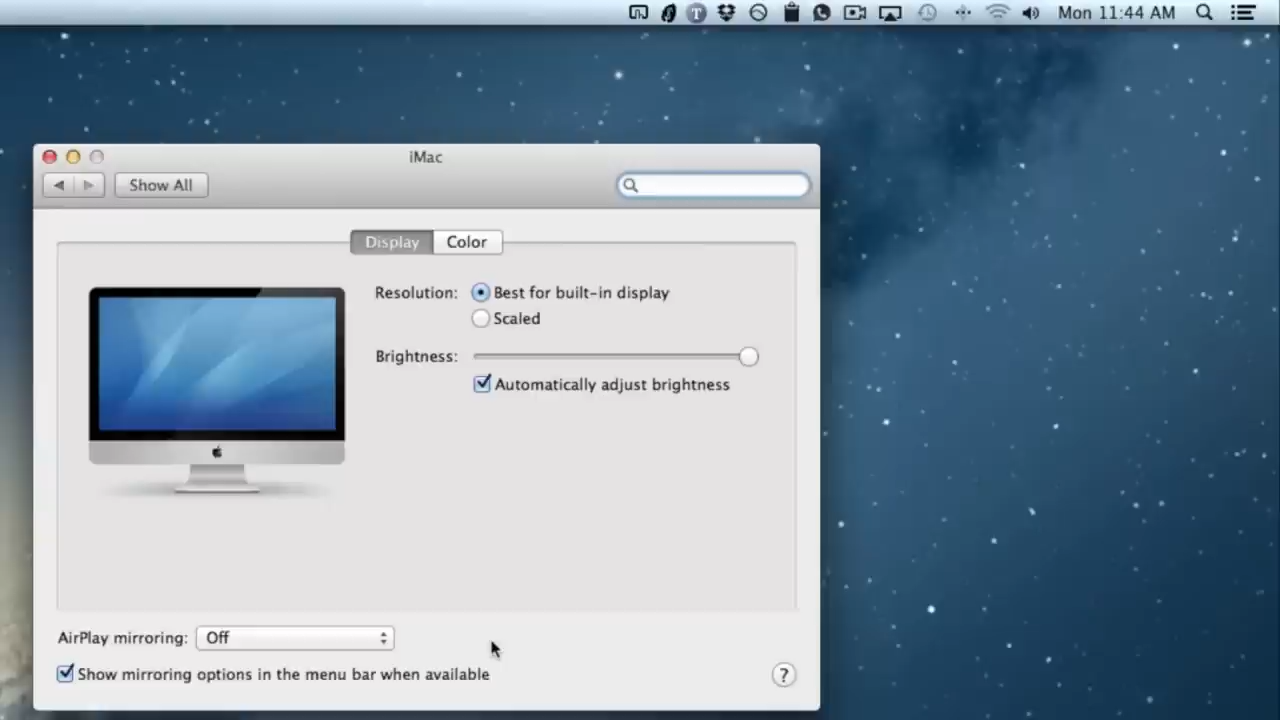 Mon 11:44 AM
iMac
Show All
Display Color
Resolution: Best for built-in display
Scaled
Brightness:
Automatically adjust brightness
AirPlay mirroring: Off
Show mirroring options in the menu bar when available ?